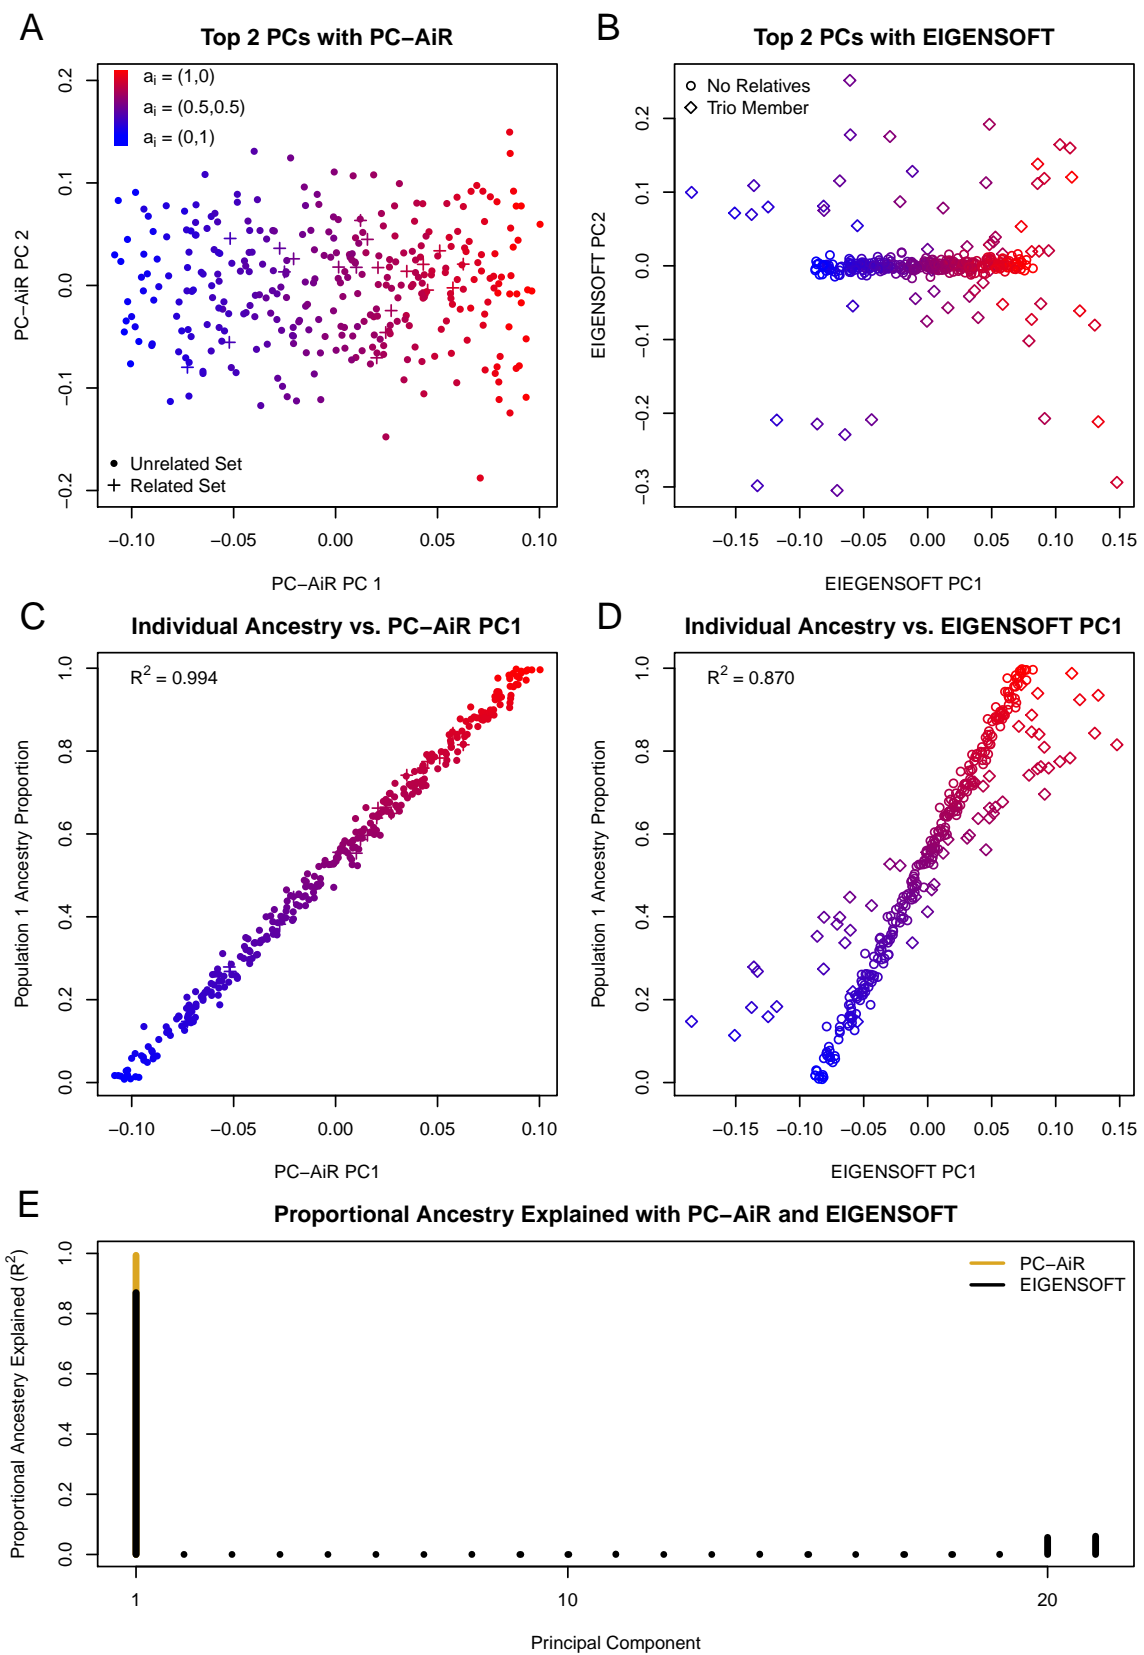 A
Top 2 PCs with PC−AiR
ai = (1,0)
ai = (0.5,0.5)
ai = (0,1)
Unrelated Set
Related Set
0.2
0.1
0.0
−0.1
−0.2
PC−AiR PC 2
−0.10 −0.05 0.00 0.05 0.10
PC−AiR PC 1
B
Top 2 PCs with EIGENSOFT
No Relatives
Trio Member
0.2
0.1
0.0
−0.1
−0.2
−0.3
EIGENSOFT PC2
−0.15 −0.10 −0.05 0.00 0.05 0.10 0.15
EIEGENSOFT PC1
C
Individual Ancestry vs. PC−AiR PC1
R2 = 0.994
1.0
0.8
0.6
0.4
0.2
0.0
Population 1 Ancestry Proportion
−0.10 −0.05 0.00 0.05 0.10
PC−AiR PC1
D
Individual Ancestry vs. EIGENSOFT PC1
R2 = 0.870
1.0
0.8
0.6
0.4
0.2
0.0
Population 1 Ancestry Proportion
−0.15 −0.10 −0.05 0.00 0.05 0.10 0.15
EIGENSOFT PC1
E
Proportional Ancestry Explained with PC−AiR and EIGENSOFT
PC−AiR
EIGENSOFT
1.0
0.8
0.6
0.4
0.2
0.0
Proportional Ancestery Explained (R2)
1 10 20
Principal Component